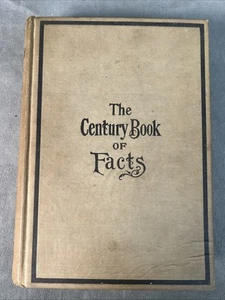 The
Century Book
OF
Facts